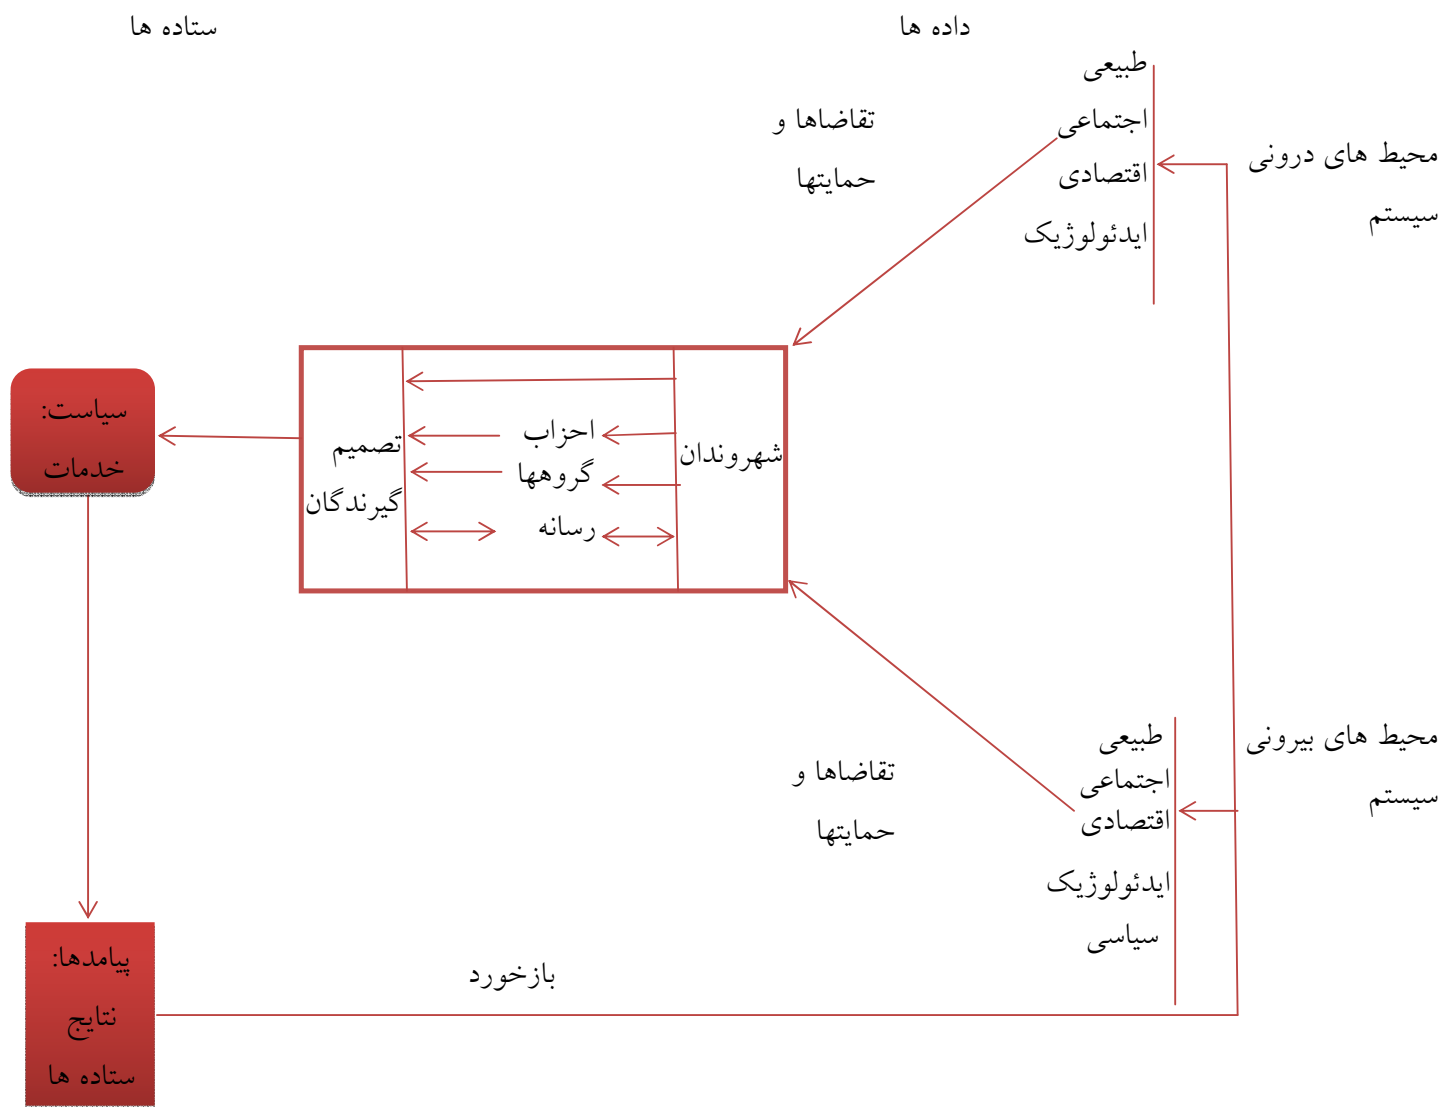 داده ها
ستاده ها
محیط های درونی
سیستم
طبیعی
اجتماعی
اقتصادی
ایدئولوژیک
تقاضاها و
حمایتها
شهروندان
احزاب
گروهها
رسانه
تصمیم
گیرندگان
سیاست:
خدمات
محیط های بیرونی
سیستم
طبیعی
اجتماعی
اقتصادی
ایدئولوژیک
سیاسی
تقاضاها و
حمایتها
بازخورد
پیامدها:
نتایج
ستاده ها